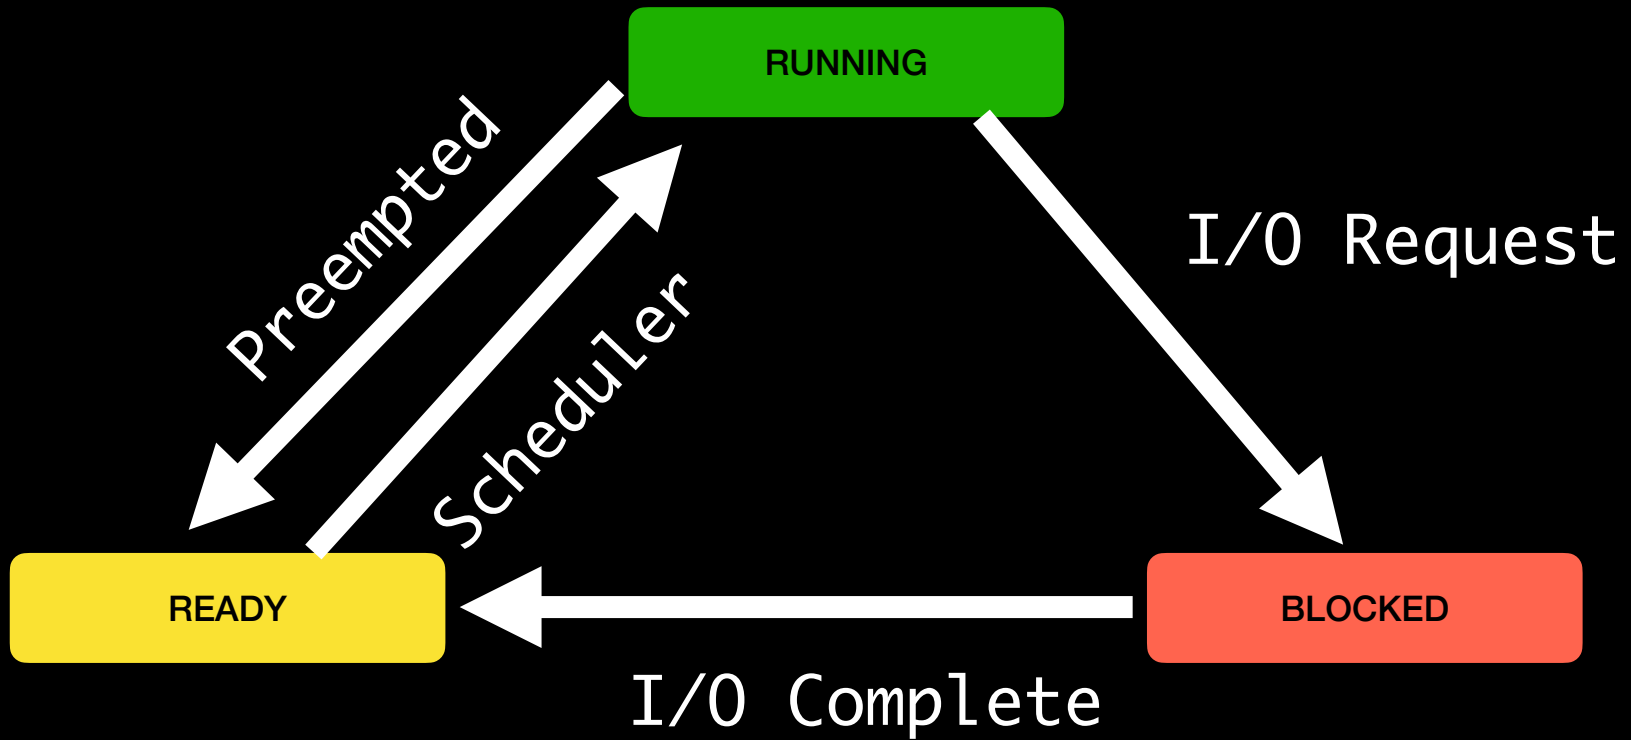 RUNNING
Preempted
Scheduler
I/O Request
READY
BLOCKED
I/O Complete